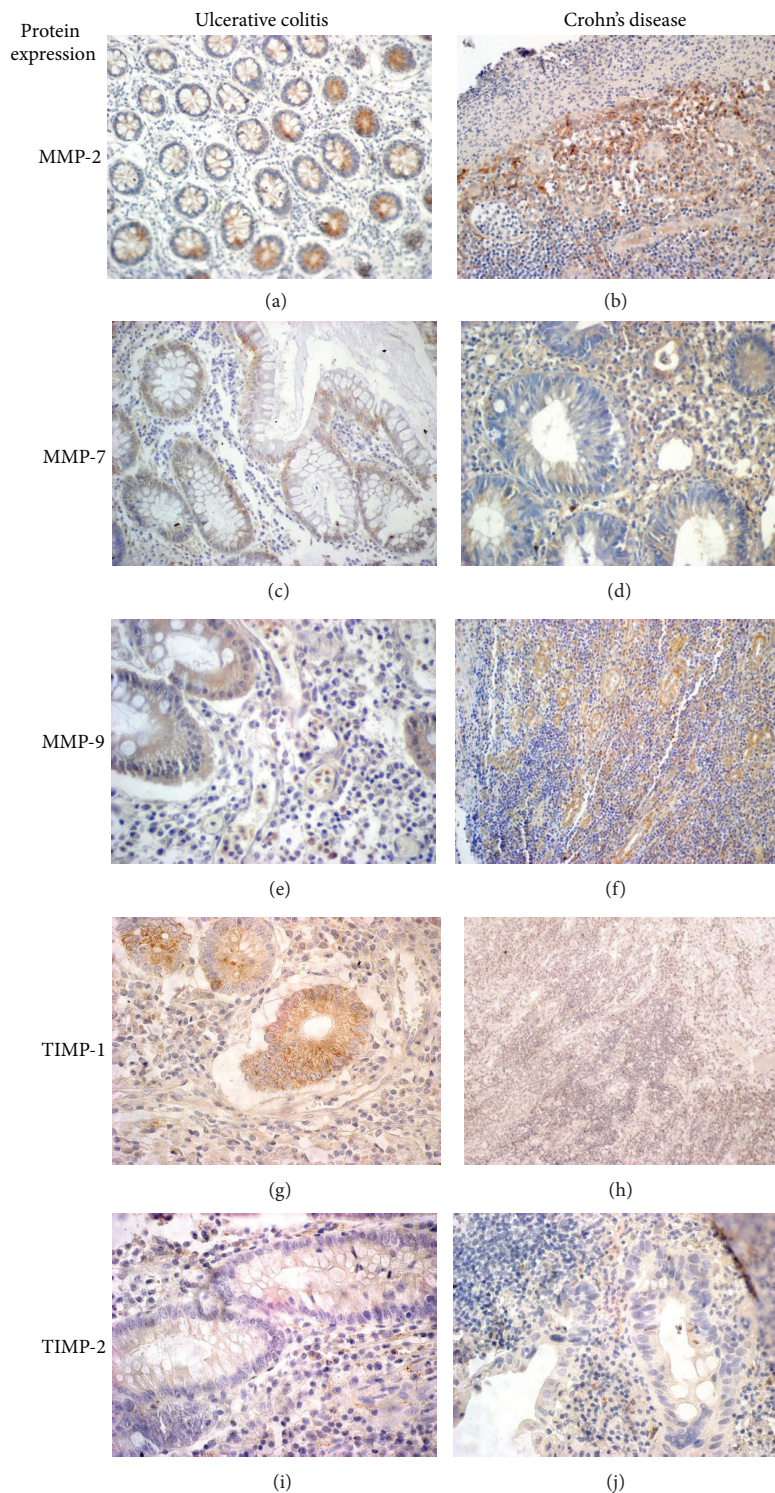 Protein
expression
Ulcerative colitis
Crohn's disease
MMP-2
(a)
(b)
MMP-7
(c)
(d)
MMP-9
(e)
(f)
TIMP-1
(g)
(h)
TIMP-2
(i)
(j)